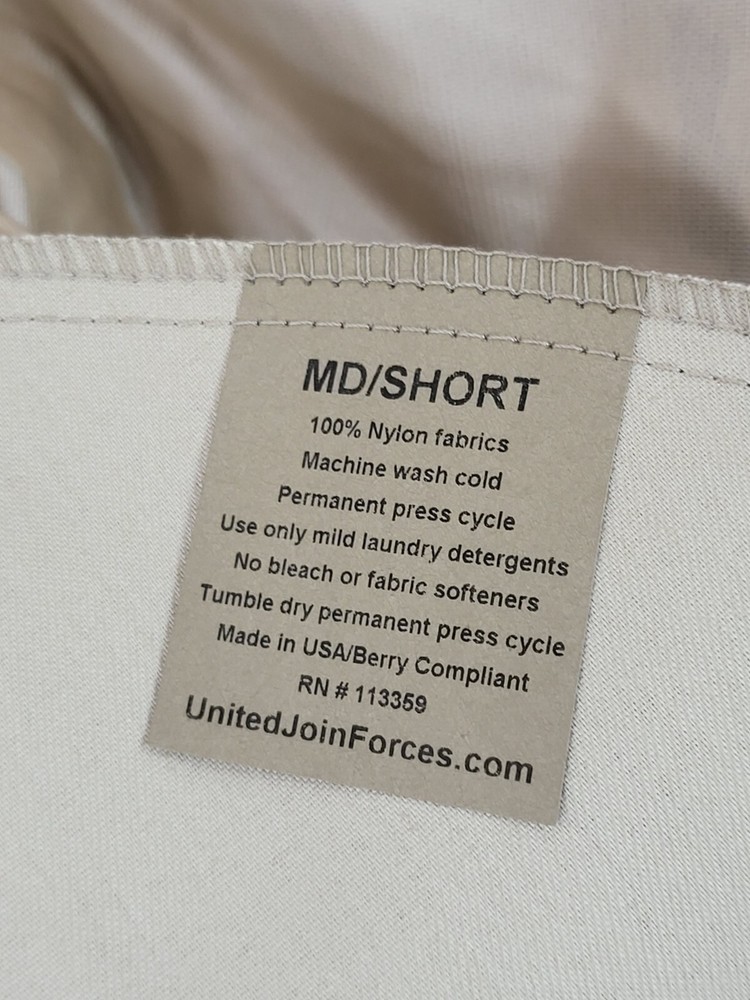 MD/SHORT
100% Nylon fabrics
Machine wash cold
Permanent press cycle
Use only mild laundry detergents
No bleach or fabric softeners
Tumble dry permanent press cycle
Made in USA/Berry Compliant
RN # 113359
UnitedJoinForces.com